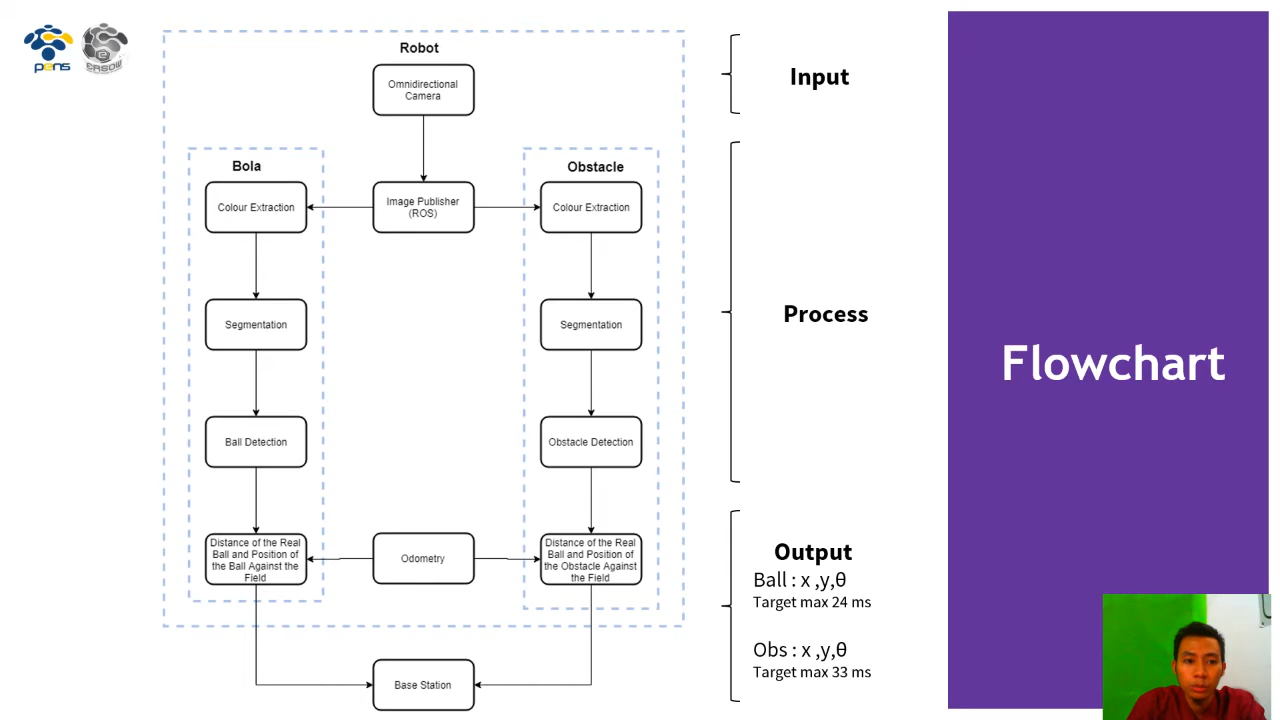 pens
ERSOW
Robot
Omnidirectional
Camera
Input
Bola
Obstacle
Colour Extraction
Image Publisher
(ROS)
Colour Extraction
Segmentation
Segmentation
Process
Flowchart
Ball Detection
Obstacle Detection
Distance of the Real
Ball and Position of
the Ball Against the
Field
Odometry
Distance of the Real
Ball and Position of
the Obstacle Against
the Field
Output
Ball : x ,y,θ
Target max 24 ms
Obs : x ,y,θ
Target max 33 ms
Base Station